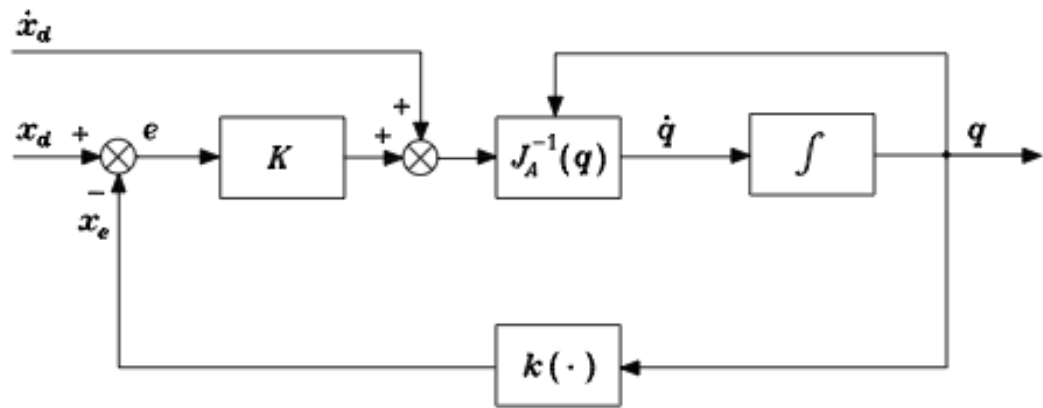 ẋ_d
x_d + e K + + J_A^{-1}(q) q̇ ∫ q
−
x_e
k(·)